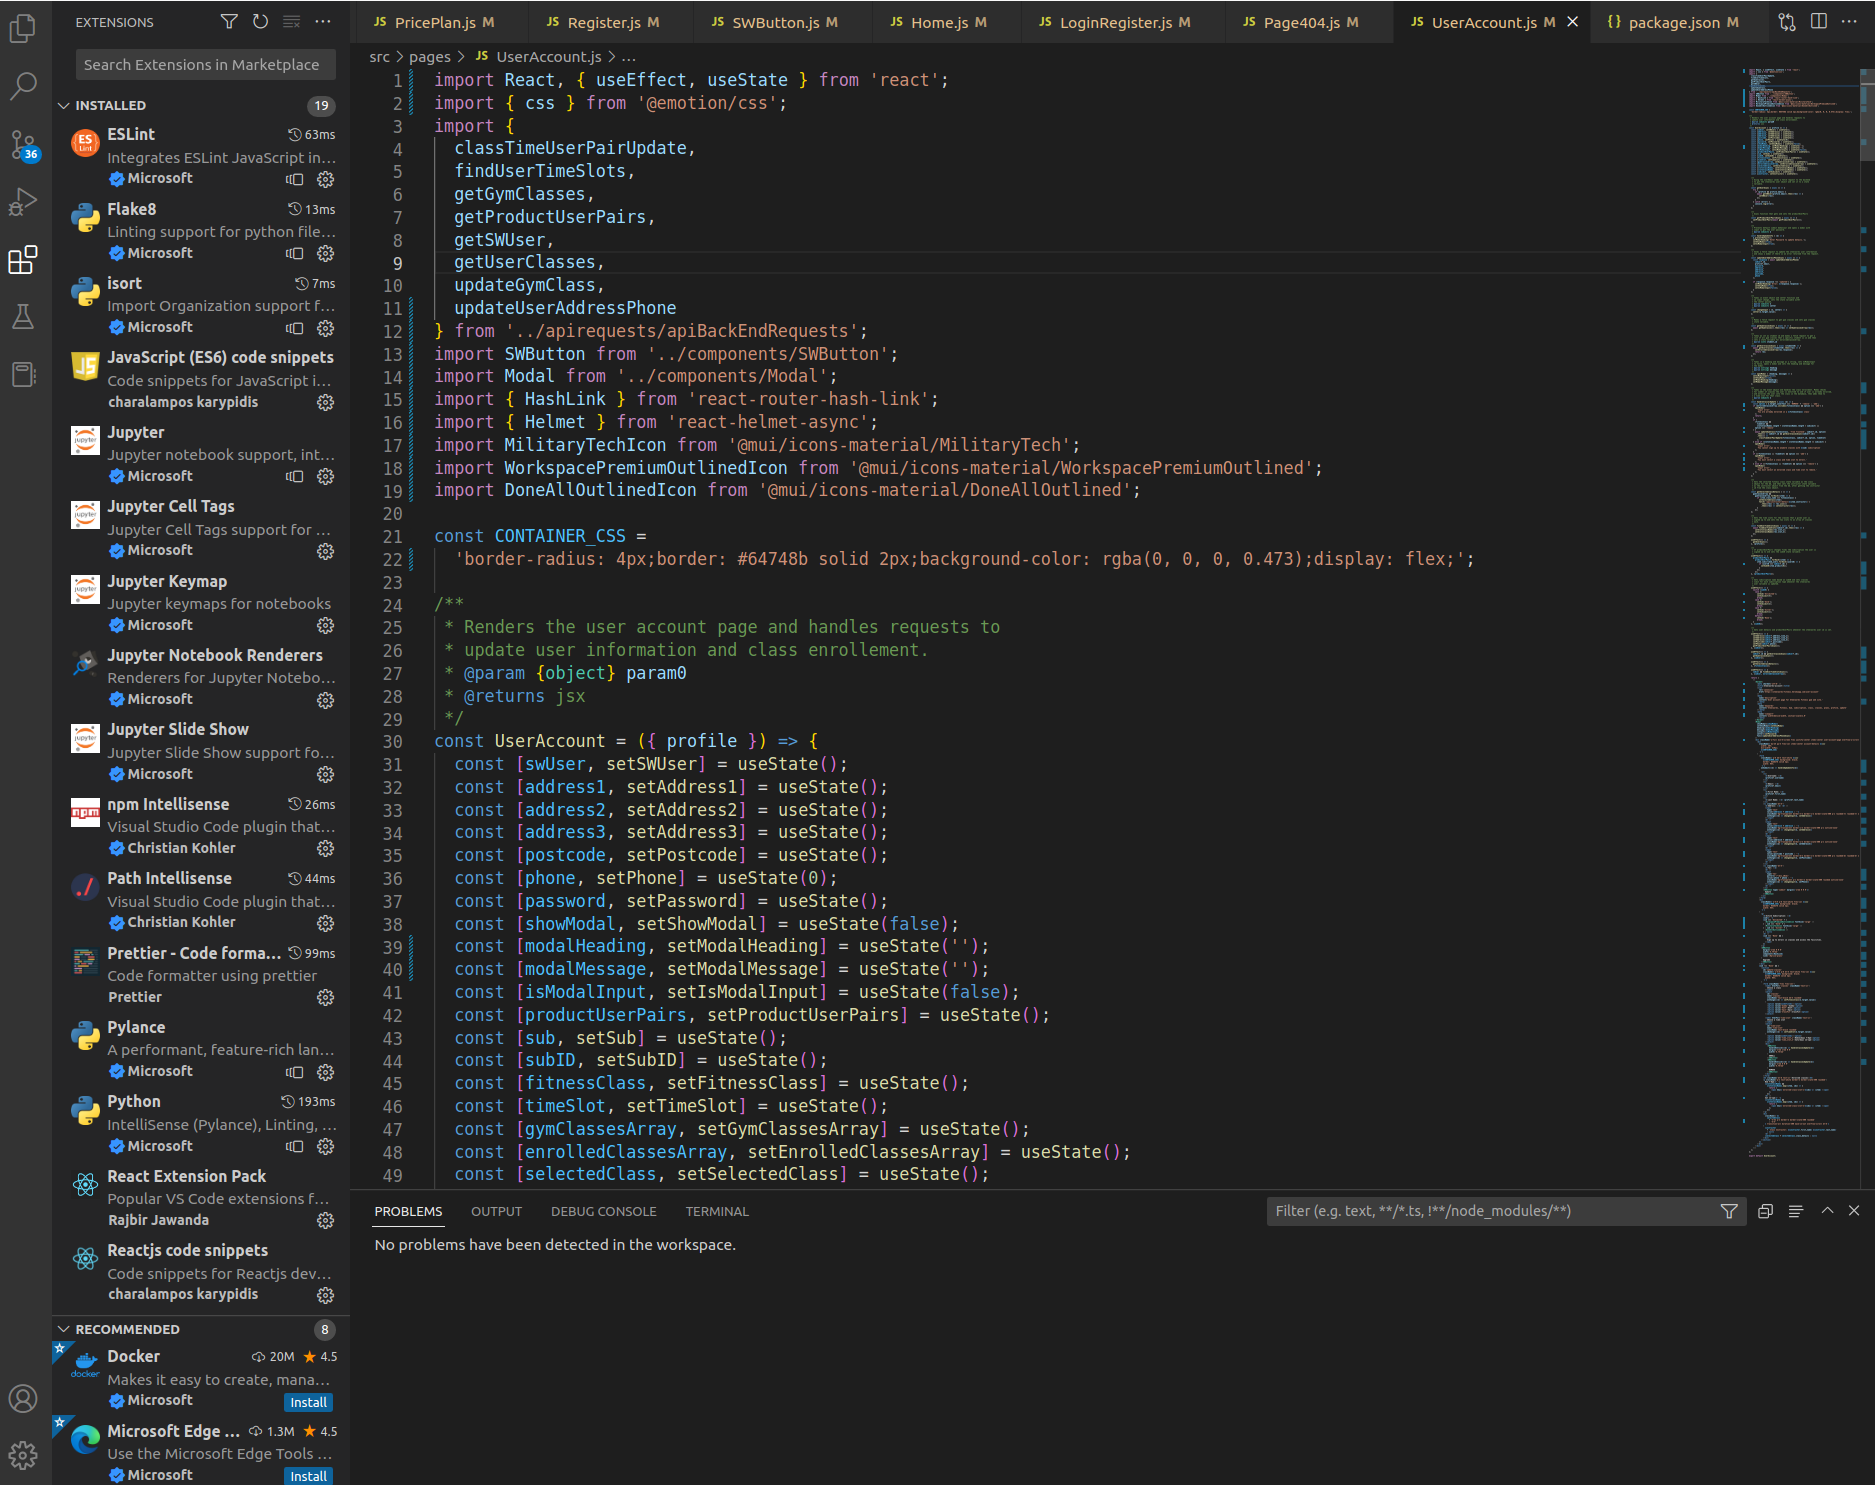 EXTENSIONS
Search Extensions in Marketplace
INSTALLED 19
ESLint 63ms
Integrates ESLint JavaScript in...
Microsoft
Flake8 13ms
Linting support for python file...
Microsoft
isort 7ms
Import Organization support f...
Microsoft
JavaScript (ES6) code snippets
Code snippets for JavaScript i...
charalampos karypidis
Jupyter
Jupyter notebook support, int...
Microsoft
Jupyter Cell Tags
Jupyter Cell Tags support for ...
Microsoft
Jupyter Keymap
Jupyter keymaps for notebooks
Microsoft
Jupyter Notebook Renderers
Renderers for Jupyter Notebo...
Microsoft
Jupyter Slide Show
Jupyter Slide Show support fo...
Microsoft
npm Intellisense 26ms
Visual Studio Code plugin that...
Christian Kohler
Path Intellisense 44ms
Visual Studio Code plugin that...
Christian Kohler
Prettier - Code forma... 99ms
Code formatter using prettier
Prettier
Pylance
A performant, feature-rich lan...
Microsoft
Python 193ms
IntelliSense (Pylance), Linting, ...
Microsoft
React Extension Pack
Popular VS Code extensions f...
Rajbir Jawanda
Reactjs code snippets
Code snippets for Reactjs dev...
charalampos karypidis
RECOMMENDED 8
Docker 20M ★ 4.5
Makes it easy to create, mana...
Microsoft Install
Microsoft Edge ... 1.3M ★ 4.5
Use the Microsoft Edge Tools ...
Microsoft Install
36
JS PricePlan.js M JS Register.js M JS SWButton.js M JS Home.js M JS LoginRegister.js M JS Page404.js M JS UserAccount.js M {} package.json M
src > pages > JS UserAccount.js > ...
1 import React, { useEffect, useState } from 'react';
2 import { css } from '@emotion/css';
3 import {
4 classTimeUserPairUpdate,
5 findUserTimeSlots,
6 getGymClasses,
7 getProductUserPairs,
8 getSWUser,
9 getUserClasses,
10 updateGymClass,
11 updateUserAddressPhone
12 } from '../apirequests/apiBackEndRequests';
13 import SWButton from '../components/SWButton';
14 import Modal from '../components/Modal';
15 import { HashLink } from 'react-router-hash-link';
16 import { Helmet } from 'react-helmet-async';
17 import MilitaryTechIcon from '@mui/icons-material/MilitaryTech';
18 import WorkspacePremiumOutlinedIcon from '@mui/icons-material/WorkspacePremiumOutlined';
19 import DoneAllOutlinedIcon from '@mui/icons-material/DoneAllOutlined';
20
21 const CONTAINER_CSS =
22 'border-radius: 4px;border: #64748b solid 2px;background-color: rgba(0, 0, 0, 0.473);display: flex;';
23
24 /**
25 * Renders the user account page and handles requests to
26 * update user information and class enrollement.
27 * @param {object} param0
28 * @returns jsx
29 */
30 const UserAccount = ({ profile }) => {
31 const [swUser, setSWUser] = useState();
32 const [address1, setAddress1] = useState();
33 const [address2, setAddress2] = useState();
34 const [address3, setAddress3] = useState();
35 const [postcode, setPostcode] = useState();
36 const [phone, setPhone] = useState(0);
37 const [password, setPassword] = useState();
38 const [showModal, setShowModal] = useState(false);
39 const [modalHeading, setModalHeading] = useState('');
40 const [modalMessage, setModalMessage] = useState('');
41 const [isModalInput, setIsModalInput] = useState(false);
42 const [productUserPairs, setProductUserPairs] = useState();
43 const [sub, setSub] = useState();
44 const [subID, setSubID] = useState();
45 const [fitnessClass, setFitnessClass] = useState();
46 const [timeSlot, setTimeSlot] = useState();
47 const [gymClassesArray, setGymClassesArray] = useState();
48 const [enrolledClassesArray, setEnrolledClassesArray] = useState();
49 const [selectedClass, setSelectedClass] = useState();
PROBLEMS OUTPUT DEBUG CONSOLE TERMINAL
Filter (e.g. text, **/*.ts, !**/node_modules/**)
No problems have been detected in the workspace.